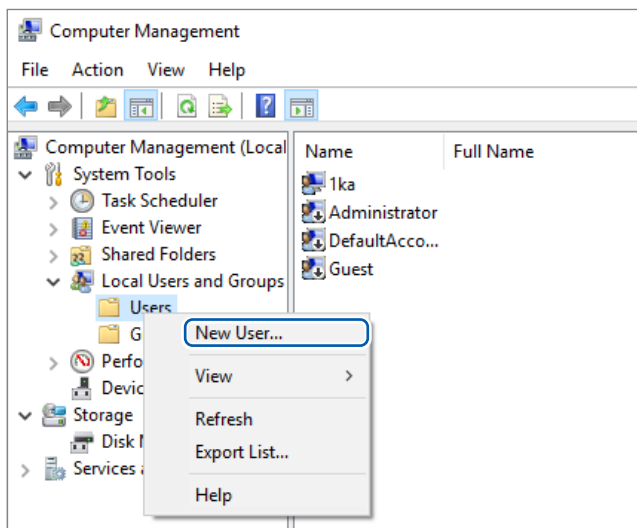 Computer Management
File Action View Help
Computer Management (Local
System Tools
Task Scheduler
Event Viewer
Shared Folders
Local Users and Groups
Users
G
Perfo
Devic
Storage
Disk M
Services a
Name Full Name
1ka
Administrator
DefaultAcco...
Guest
New User...
View
Refresh
Export List...
Help